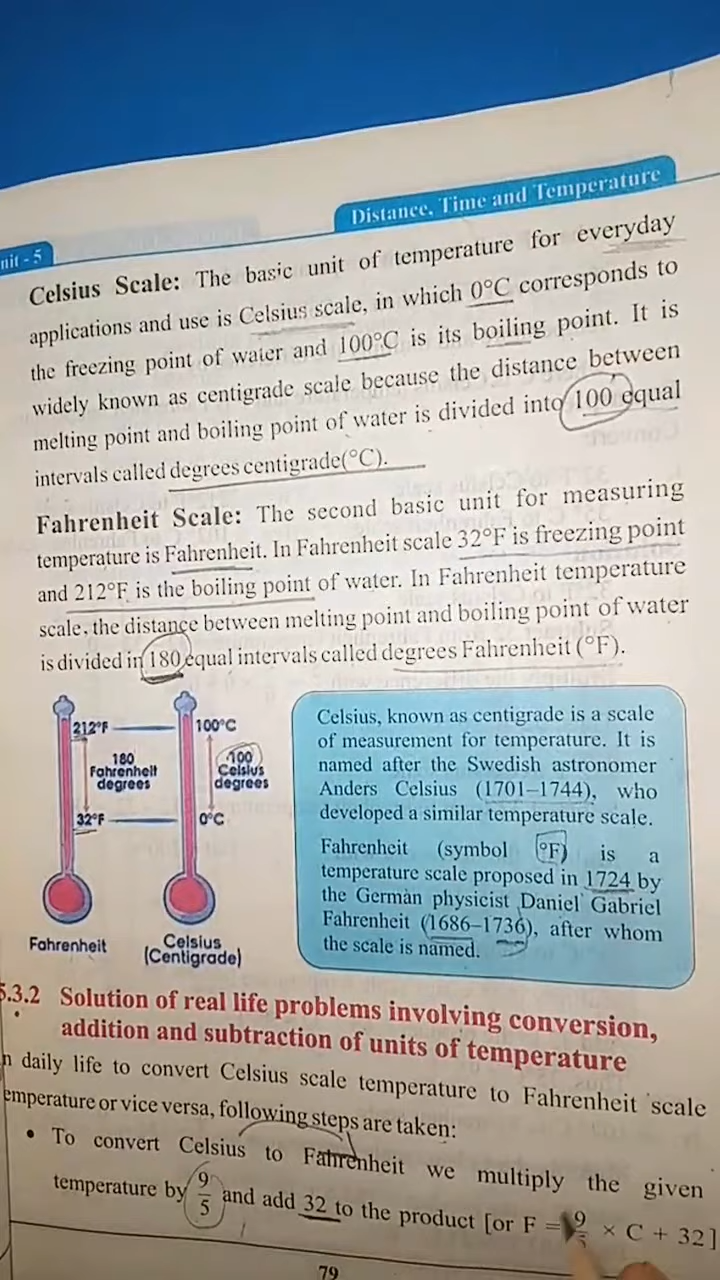 Distance, Time and Temperature
nit - 5
Celsius Scale: The basic unit of temperature for everyday
applications and use is Celsius scale, in which 0°C corresponds to
the freezing point of water and 100°C is its boiling point. It is
widely known as centigrade scale because the distance between
melting point and boiling point of water is divided into 100 equal
intervals called degrees centigrade(°C).
Fahrenheit Scale: The second basic unit for measuring
temperature is Fahrenheit. In Fahrenheit scale 32°F is freezing point
and 212°F is the boiling point of water. In Fahrenheit temperature
scale, the distance between melting point and boiling point of water
is divided in 180 equal intervals called degrees Fahrenheit (°F).
212°F
180
Fahrenheit
degrees
32°F
Fahrenheit
100°C
100
Celsius
degrees
0°C
Celsius
(Centigrade)
Celsius, known as centigrade is a scale
of measurement for temperature. It is
named after the Swedish astronomer
Anders Celsius (1701–1744), who
developed a similar temperature scale.
Fahrenheit (symbol °F) is a
temperature scale proposed in 1724 by
the German physicist Daniel Gabriel
Fahrenheit (1686–1736), after whom
the scale is named.
5.3.2 Solution of real life problems involving conversion,
addition and subtraction of units of temperature
n daily life to convert Celsius scale temperature to Fahrenheit scale
emperature or vice versa, following steps are taken:
• To convert Celsius to Fahrenheit we multiply the given
temperature by 9/5 and add 32 to the product [or F = 9/5 × C + 32]
79